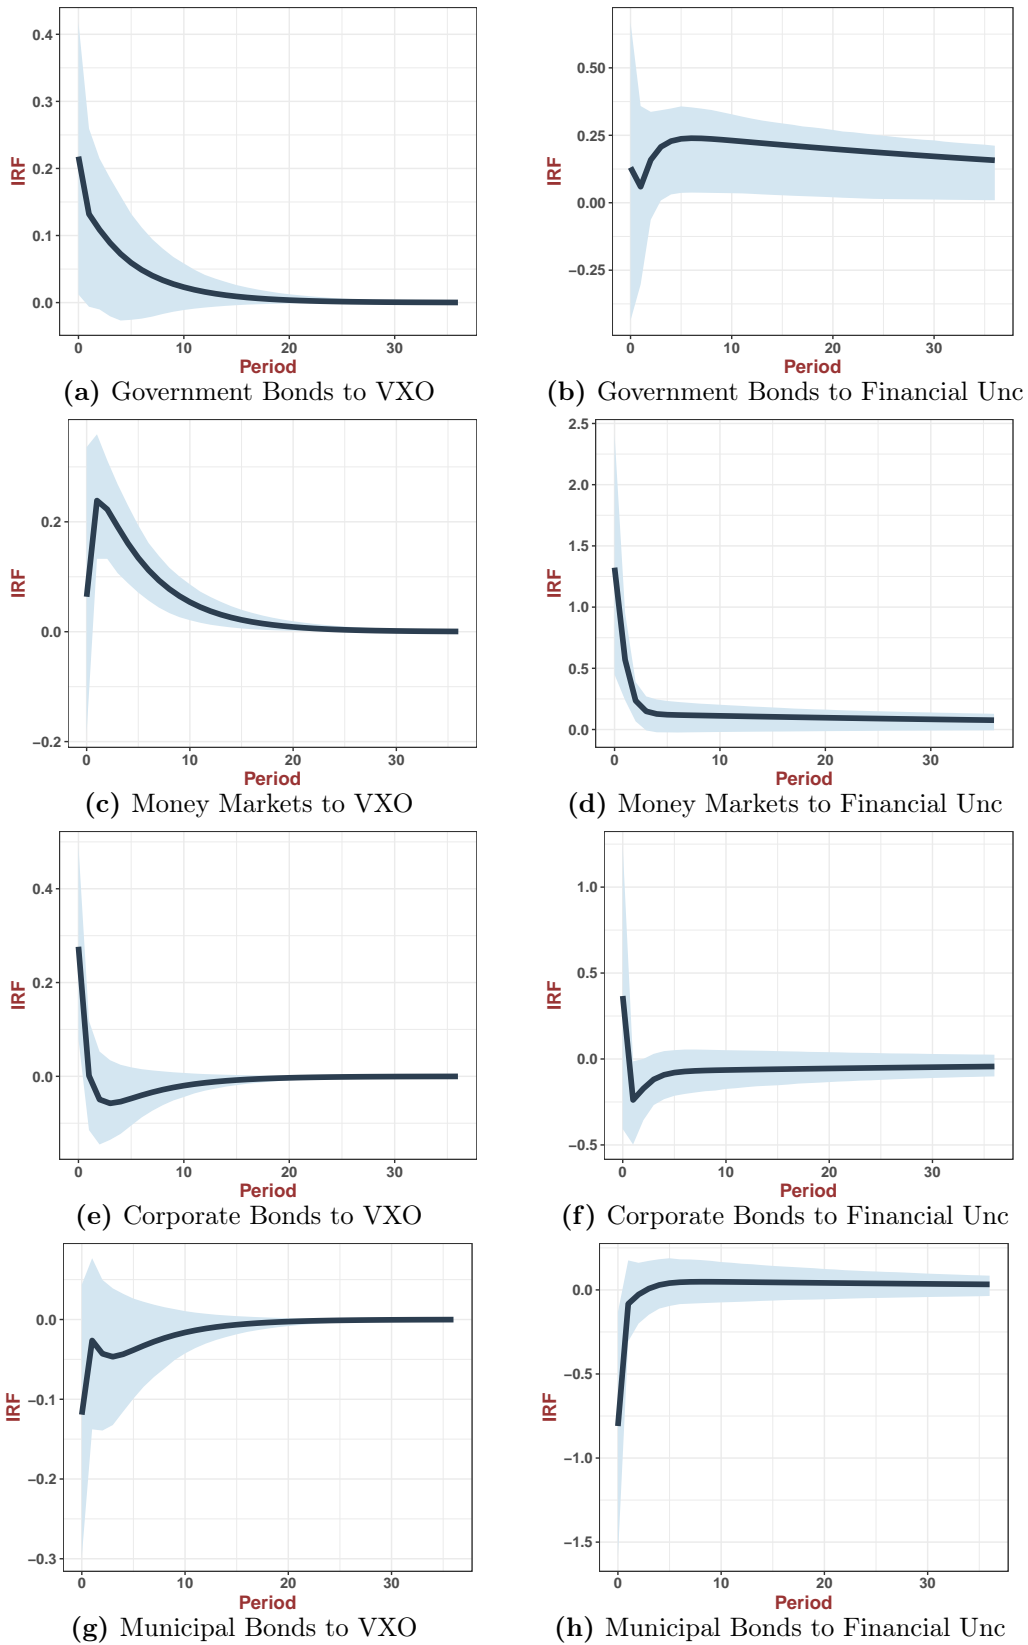 0.4
0.3
0.2
0.1
0.0
IRF
0 10 20 30
Period
(a) Government Bonds to VXO
0.50
0.25
0.00
−0.25
IRF
0 10 20 30
Period
(b) Government Bonds to Financial Unc
0.2
0.0
−0.2
IRF
0 10 20 30
Period
(c) Money Markets to VXO
2.5
2.0
1.5
1.0
0.5
0.0
IRF
0 10 20 30
Period
(d) Money Markets to Financial Unc
0.4
0.2
0.0
IRF
0 10 20 30
Period
(e) Corporate Bonds to VXO
1.0
0.5
0.0
−0.5
IRF
0 10 20 30
Period
(f) Corporate Bonds to Financial Unc
0.0
−0.1
−0.2
−0.3
IRF
0 10 20 30
Period
(g) Municipal Bonds to VXO
0.0
−0.5
−1.0
−1.5
IRF
0 10 20 30
Period
(h) Municipal Bonds to Financial Unc